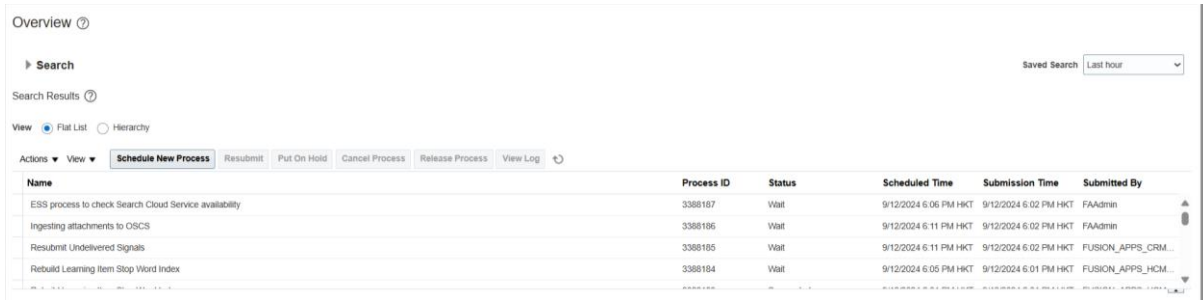 Overview
Search
Saved Search Last hour
Search Results
View Flat List Hierarchy
Actions View Schedule New Process Resubmit Put On Hold Cancel Process Release Process View Log
Name Process ID Status Scheduled Time Submission Time Submitted By
ESS process to check Search Cloud Service availability 3388187 Wait 9/12/2024 6:06 PM HKT 9/12/2024 6:02 PM HKT FAAdmin
Ingesting attachments to OSCS 3388186 Wait 9/12/2024 6:11 PM HKT 9/12/2024 6:02 PM HKT FAAdmin
Resubmit Undelivered Signals 3388185 Wait 9/12/2024 6:11 PM HKT 9/12/2024 6:02 PM HKT FUSION_APPS_CRM...
Rebuild Learning Item Stop Word Index 3388184 Wait 9/12/2024 6:05 PM HKT 9/12/2024 6:01 PM HKT FUSION_APPS_HCM...